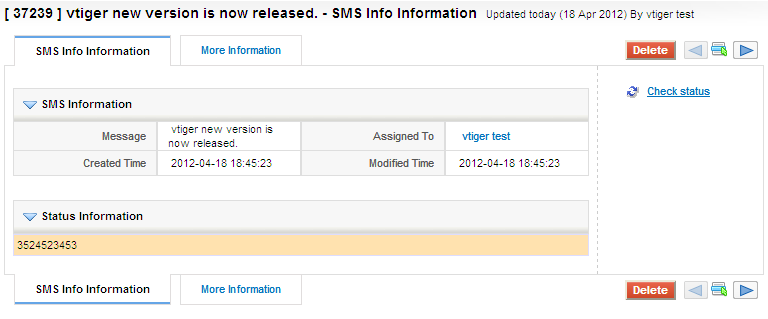 [ 37239 ] vtiger new version is now released. - SMS Info Information Updated today (18 Apr 2012) By vtiger test
SMS Info Information More Information Delete
Check status
SMS Information
Message vtiger new version is now released. Assigned To vtiger test
Created Time 2012-04-18 18:45:23 Modified Time 2012-04-18 18:45:23
Status Information
3524523453
SMS Info Information More Information Delete